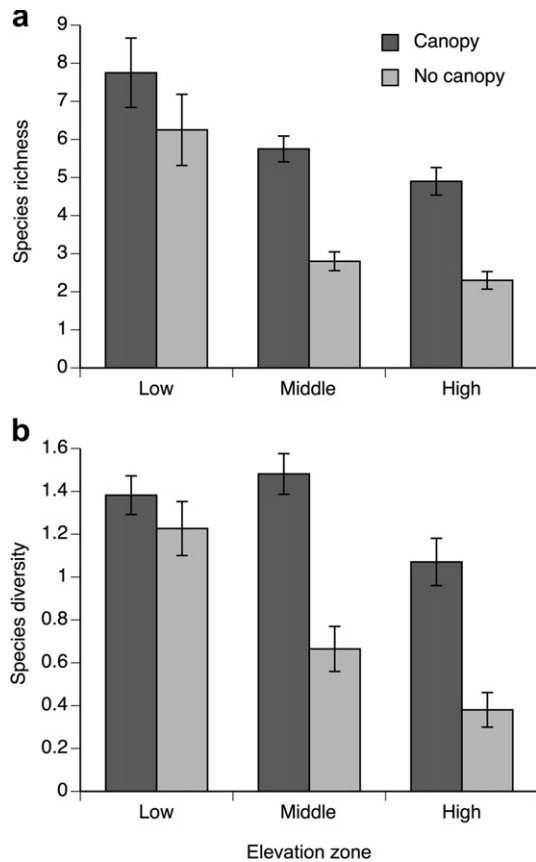 a
9
8
7
6
5
4
3
2
1
0
Species richness
Canopy
No canopy
Low Middle High
b
1.6
1.4
1.2
1
0.8
0.6
0.4
0.2
0
Species diversity
Low Middle High
Elevation zone